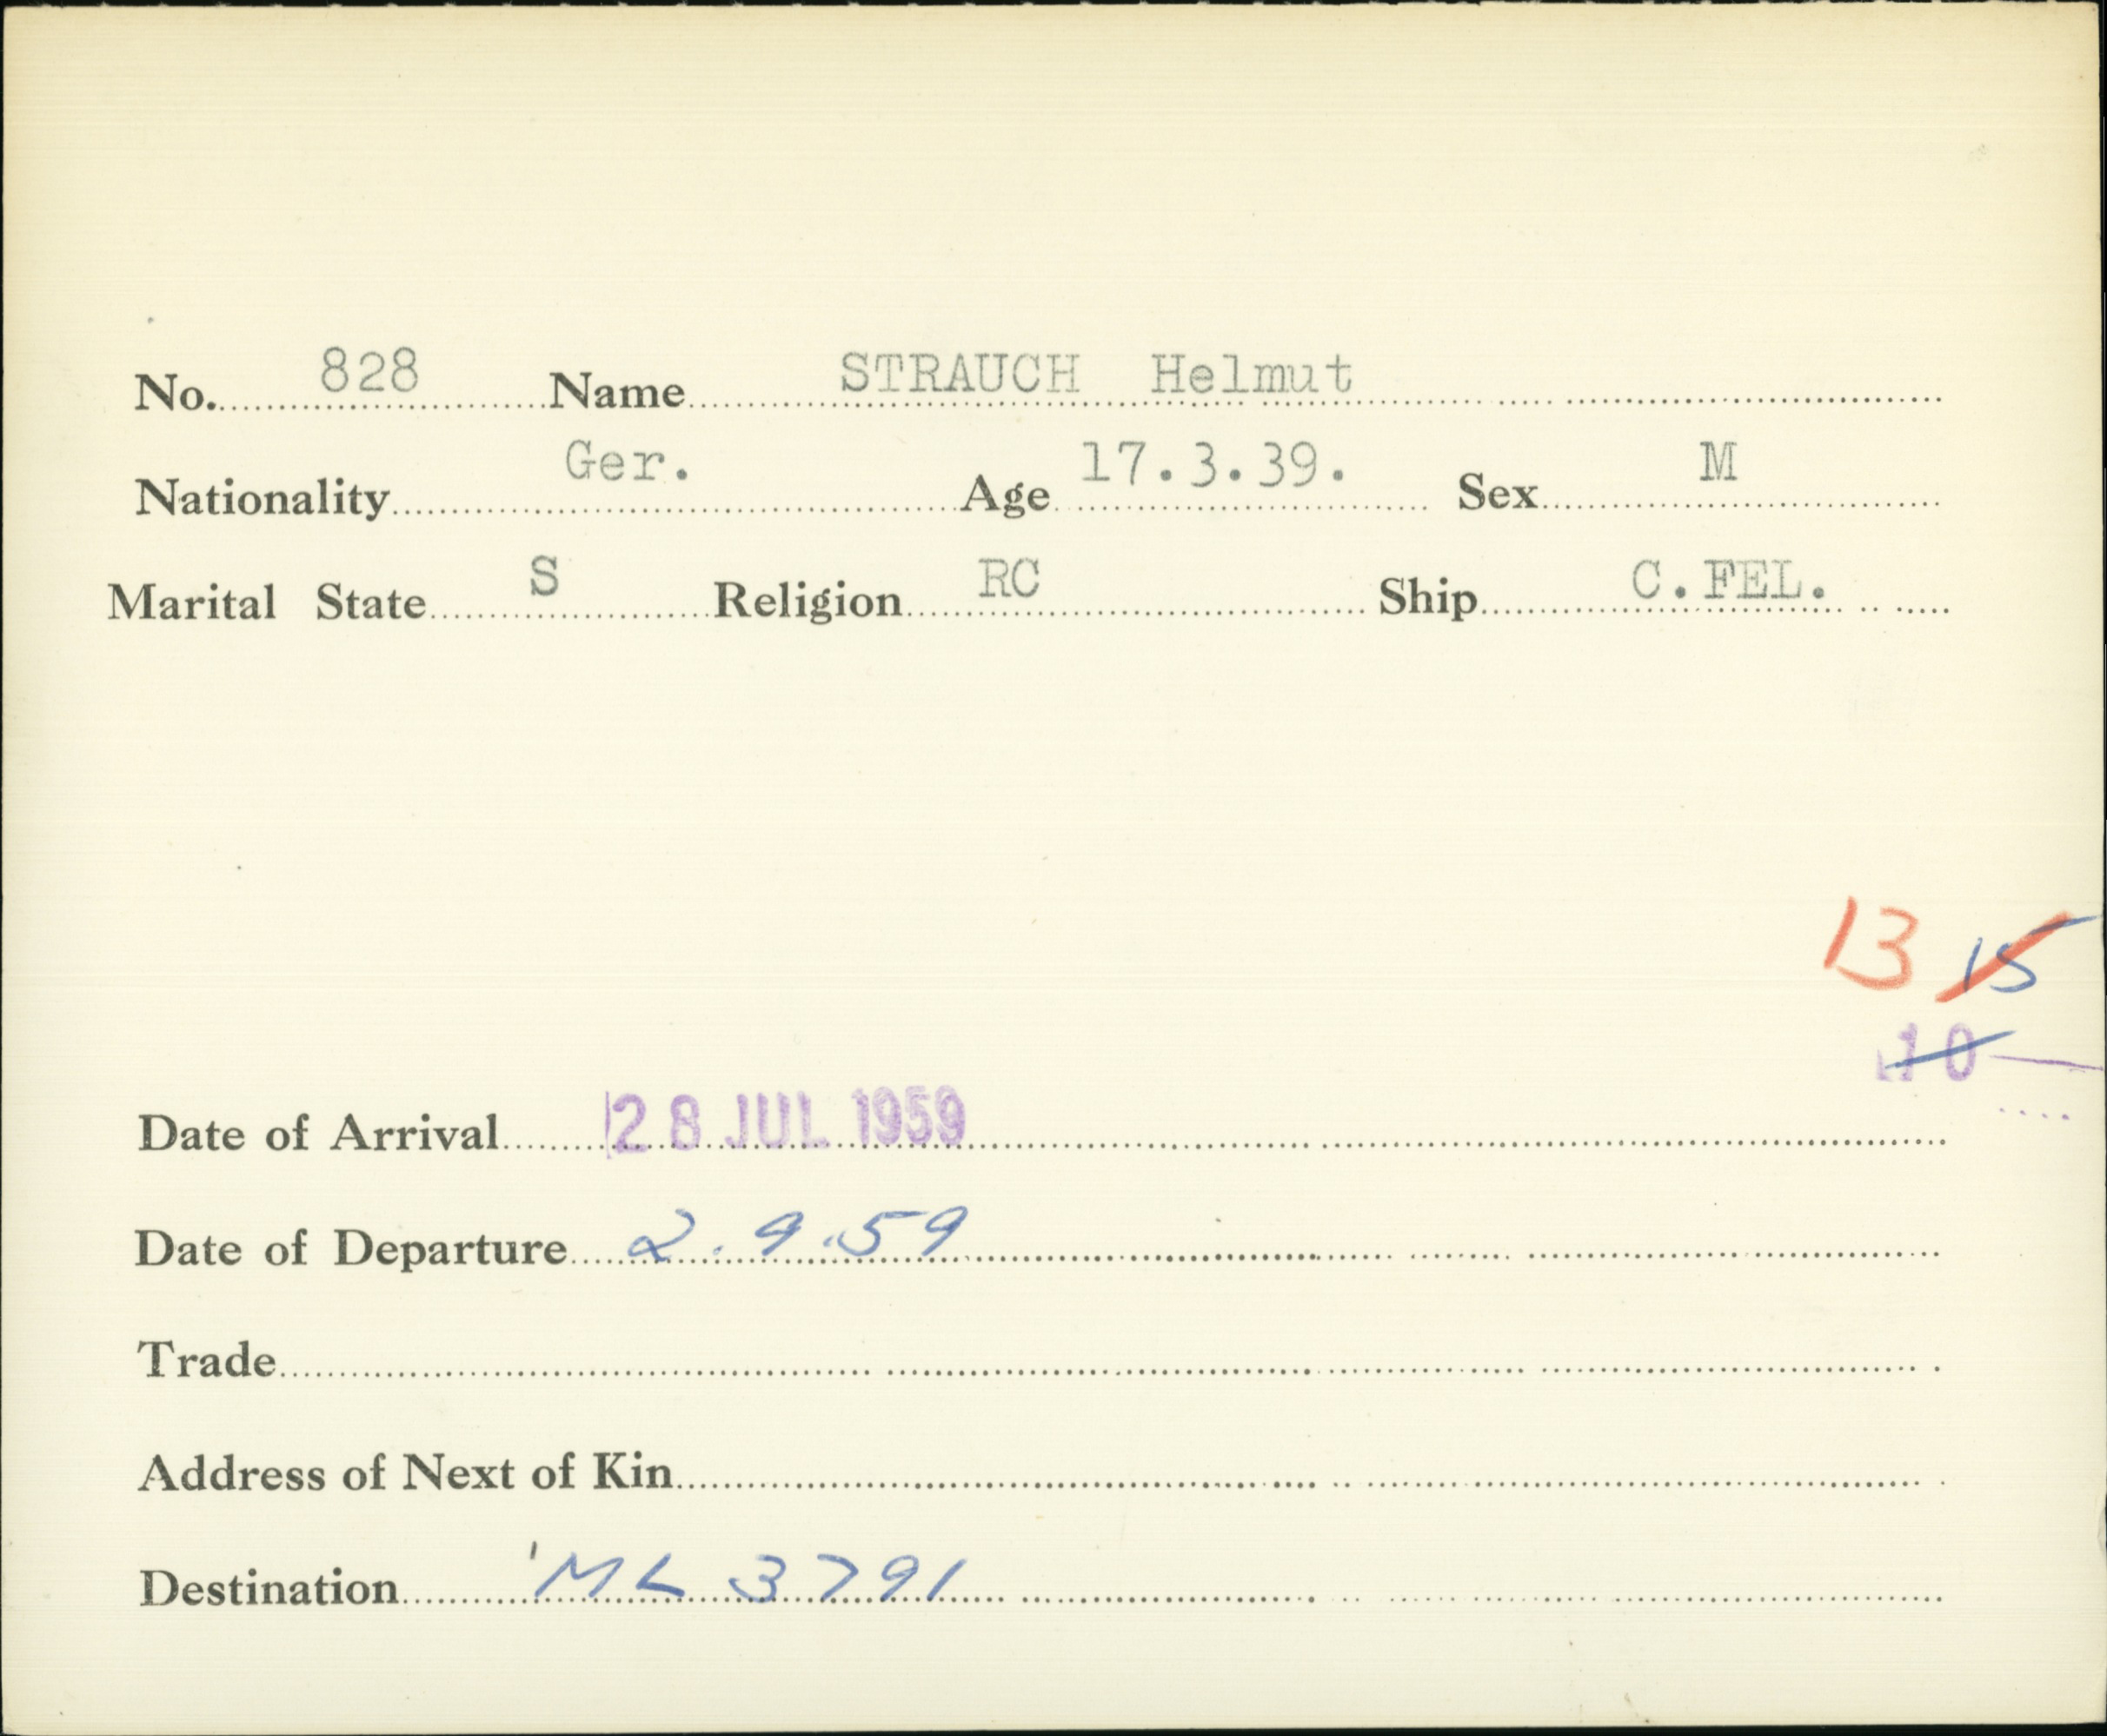 No. 828 Name STRAUCH Helmut
Nationality Ger. Age 17.3.39. Sex M
Marital State S Religion RC Ship C.FEL.
13 15
10
Date of Arrival 28 JUL 1959
Date of Departure 2.9.59
Trade
Address of Next of Kin
Destination ML 3791